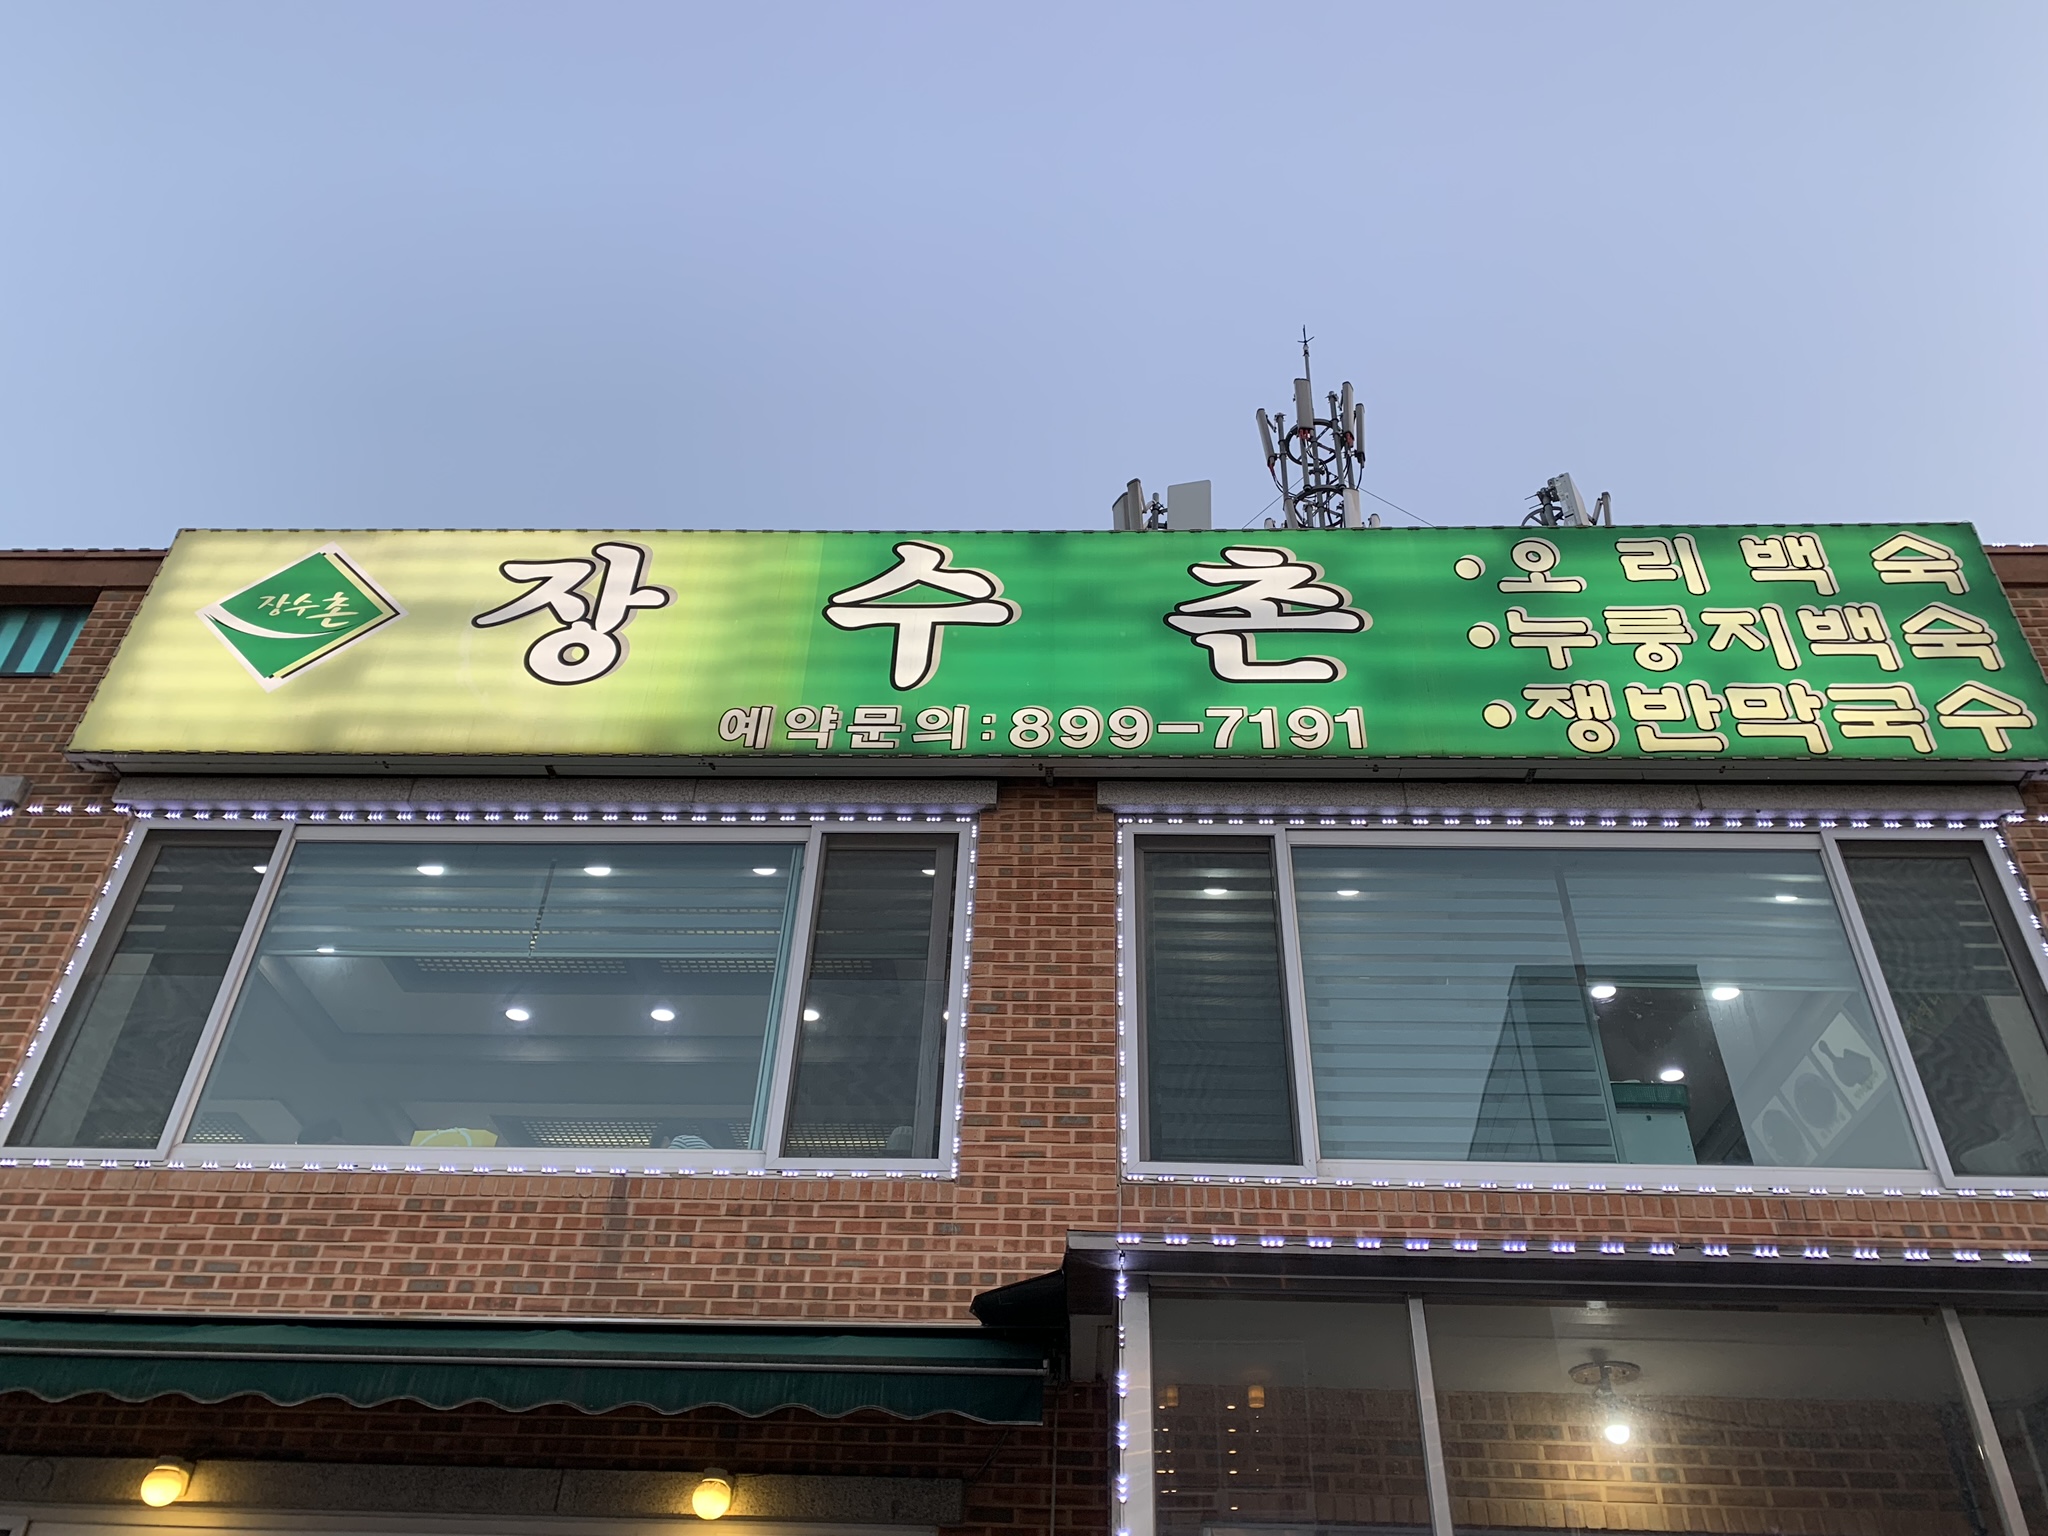 장수촌
장수촌
예약문의:899-7191
·오리백숙
·누룽지백숙
·쟁반막국수